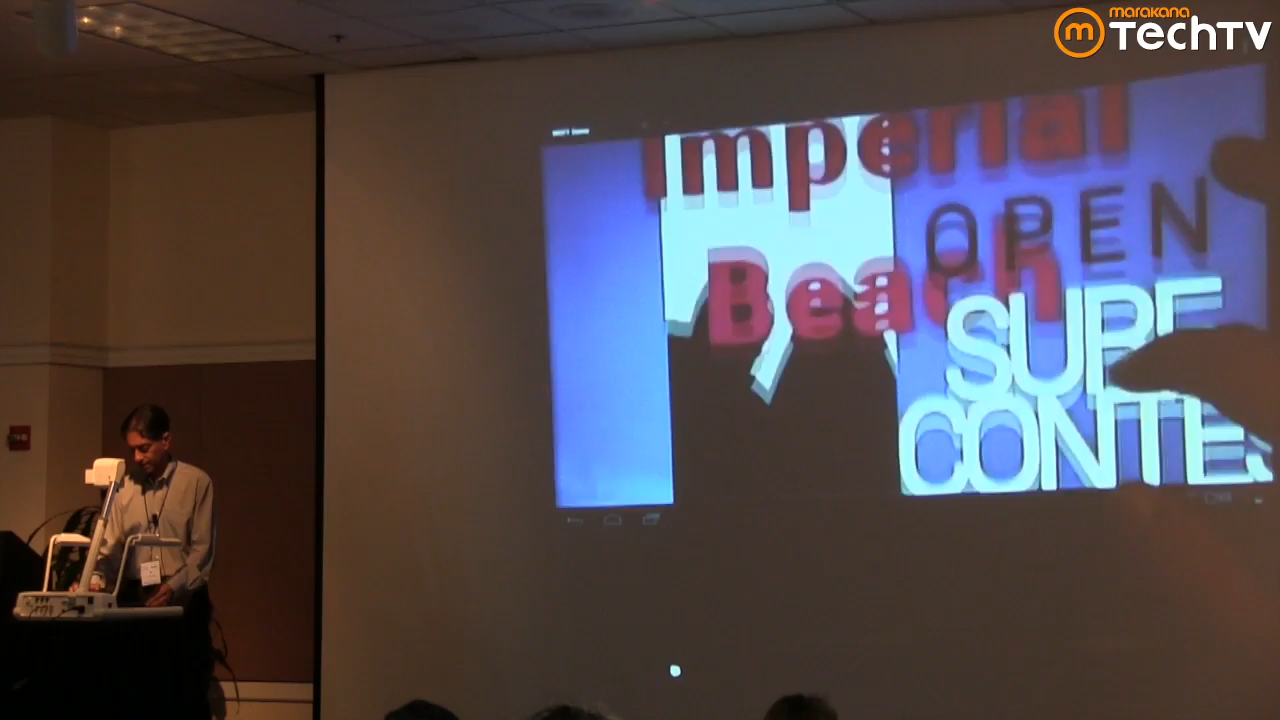 marakana
m TechTV
Imperial
Beach
OPEN
SURF
CONTES